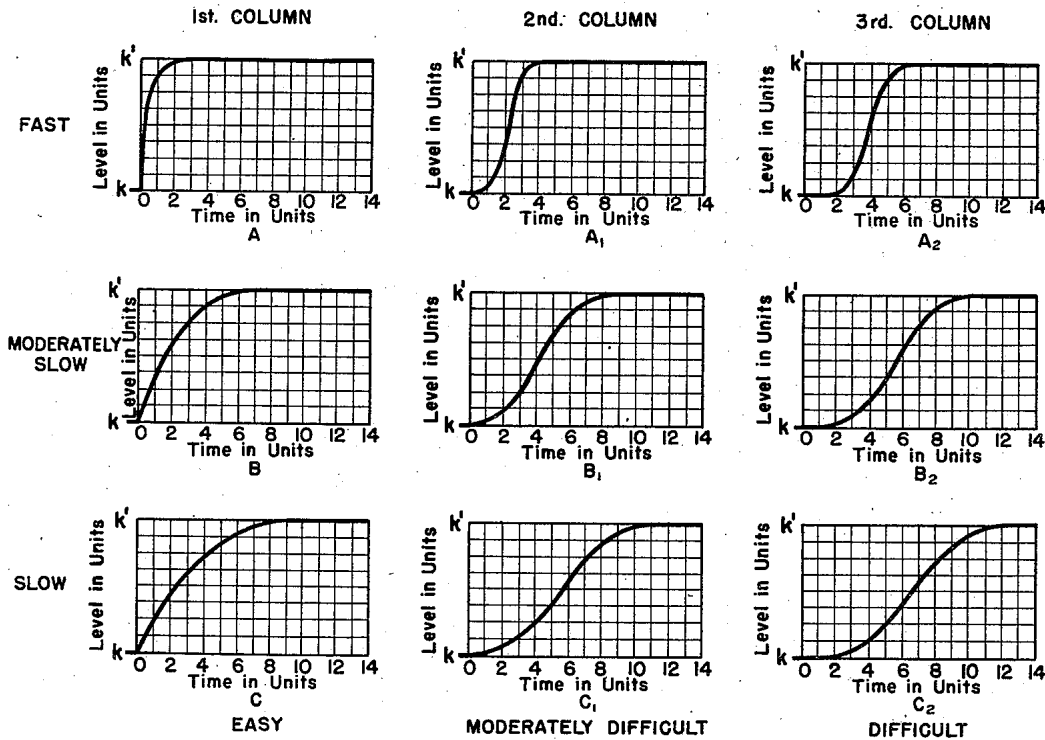 1st. COLUMN 2nd. COLUMN 3rd. COLUMN
FAST
k' k' k'
Level in Units Level in Units Level in Units
k k k
0 2 4 6 8 10 12 14 0 2 4 6 8 10 12 14 0 2 4 6 8 10 12 14
Time in Units Time in Units Time in Units
A A₁ A₂
MODERATELY
SLOW
k' k' k'
Level in Units Level in Units Level in Units
k k k
0 2 4 6 8 10 12 14 0 2 4 6 8 10 12 14 0 2 4 6 8 10 12 14
Time in Units Time in Units Time in Units
B B₁ B₂
SLOW
k' k' k'
Level in Units Level in Units Level in Units
k k k
0 2 4 6 8 10 12 14 0 2 4 6 8 10 12 14 0 2 4 6 8 10 12 14
Time in Units Time in Units Time in Units
C C₁ C₂
EASY MODERATELY DIFFICULT DIFFICULT